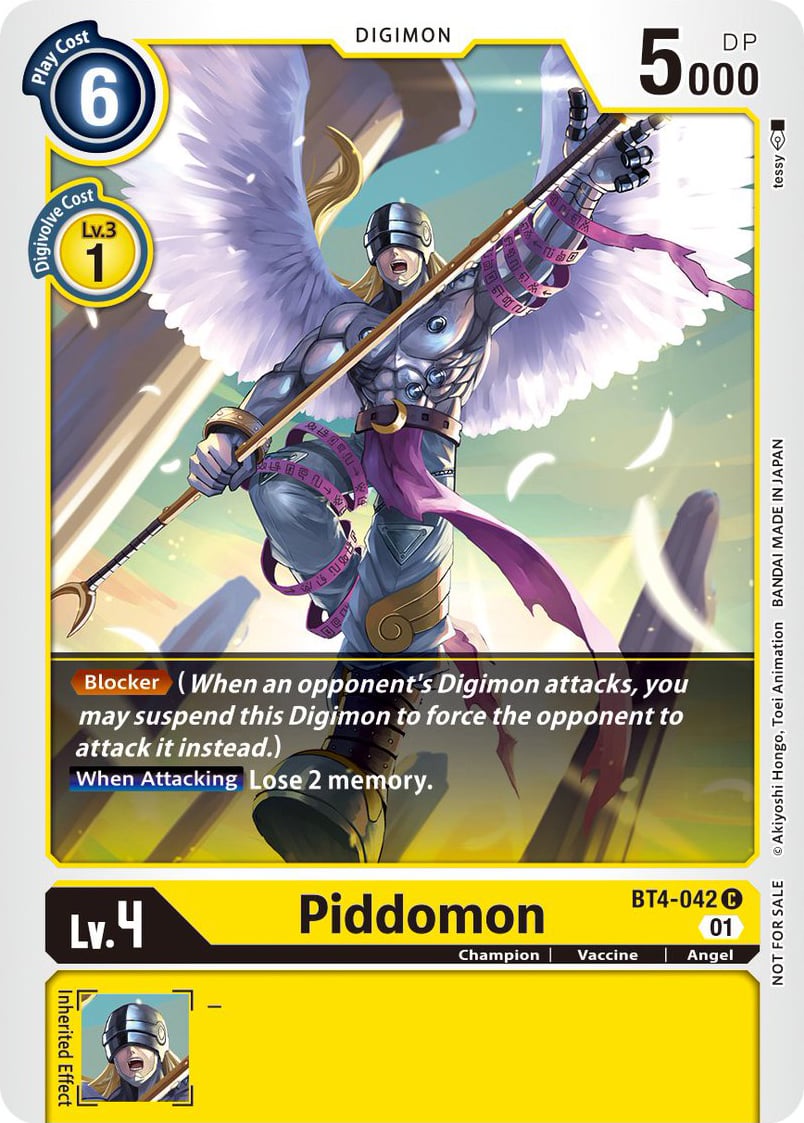 DIGIMON
Play Cost
6
5000
DP
Digivolve Cost
Lv.3
1
tessy
BANDAI MADE IN JAPAN
© Akiyoshi Hongo, Toei Animation
NOT FOR SALE
Blocker (When an opponent's Digimon attacks, you
may suspend this Digimon to force the opponent to
attack it instead.)
When Attacking Lose 2 memory.
Lv.4
Piddomon
BT4-042 C
01
Champion | Vaccine | Angel
Inherited Effect
–